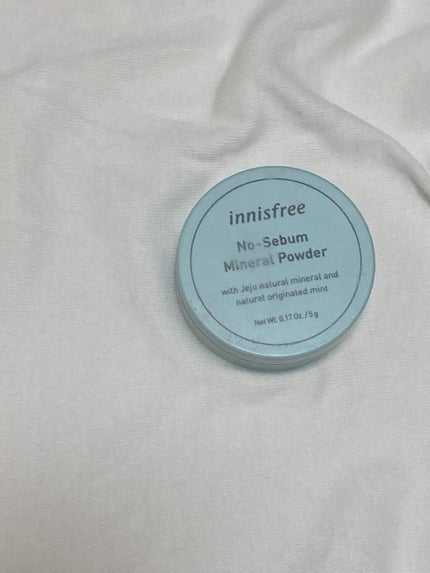 innisfree
No-Sebum
Mineral Powder
with Jeju natural mineral and
natural originated mint
Net Wt. 0.17 Oz. / 5 g